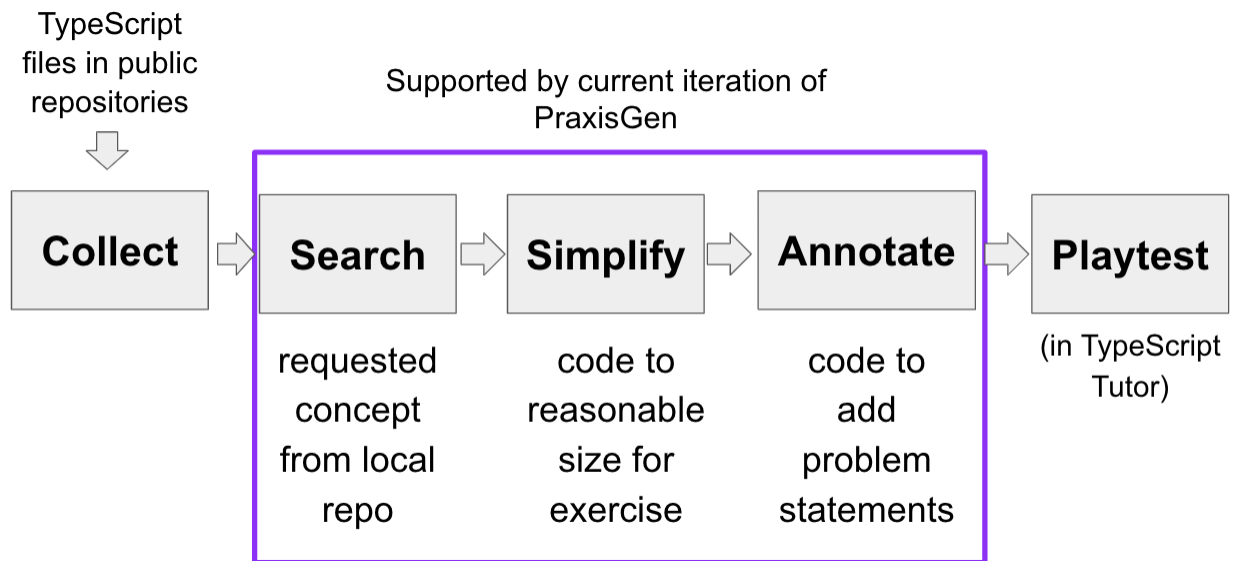 TypeScript
files in public
repositories
Supported by current iteration of
PraxisGen
Collect
Search
Simplify
Annotate
Playtest
requested
concept
from local
repo
code to
reasonable
size for
exercise
code to
add
problem
statements
(in TypeScript
Tutor)